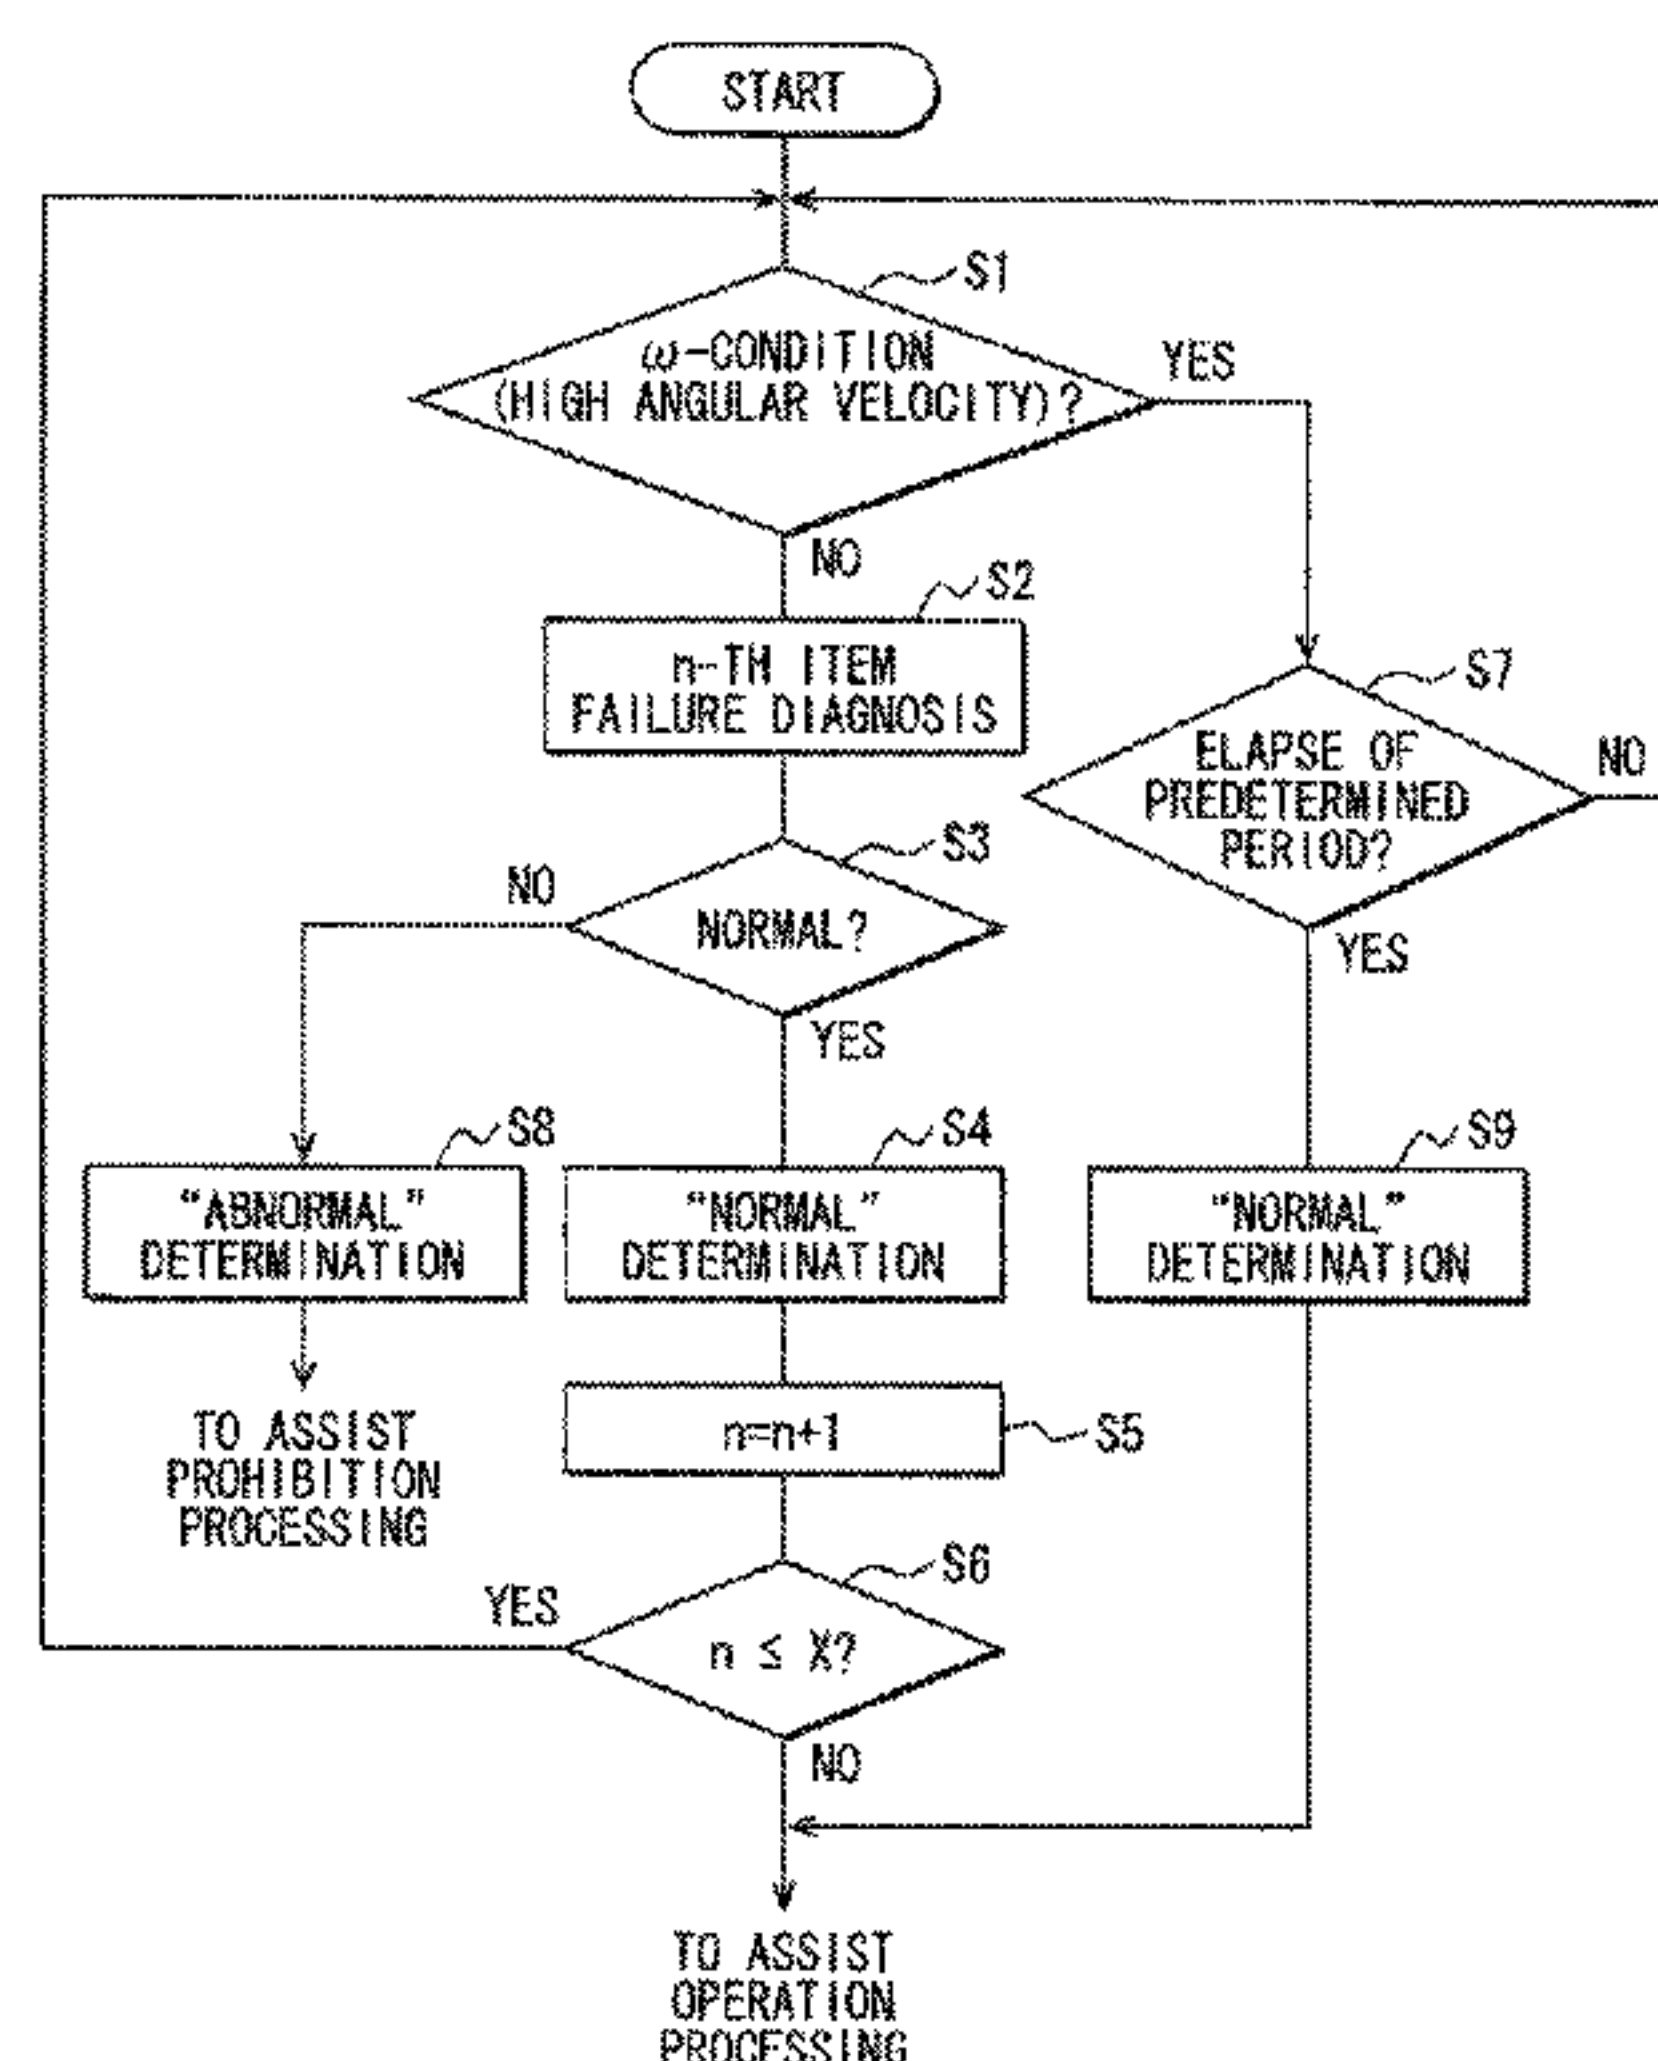 START
S1
ω-CONDITION
(HIGH ANGULAR VELOCITY)?
YES
NO
S2
n-TH ITEM
FAILURE DIAGNOSIS
S7
ELAPSE OF
PREDETERMINED
PERIOD?
NO
YES
S3
NORMAL?
NO
YES
S8
"ABNORMAL"
DETERMINATION
S4
"NORMAL"
DETERMINATION
S9
"NORMAL"
DETERMINATION
TO ASSIST
PROHIBITION
PROCESSING
n=n+1
S5
S6
n ≤ X?
YES
NO
TO ASSIST
OPERATION
PROCESSING